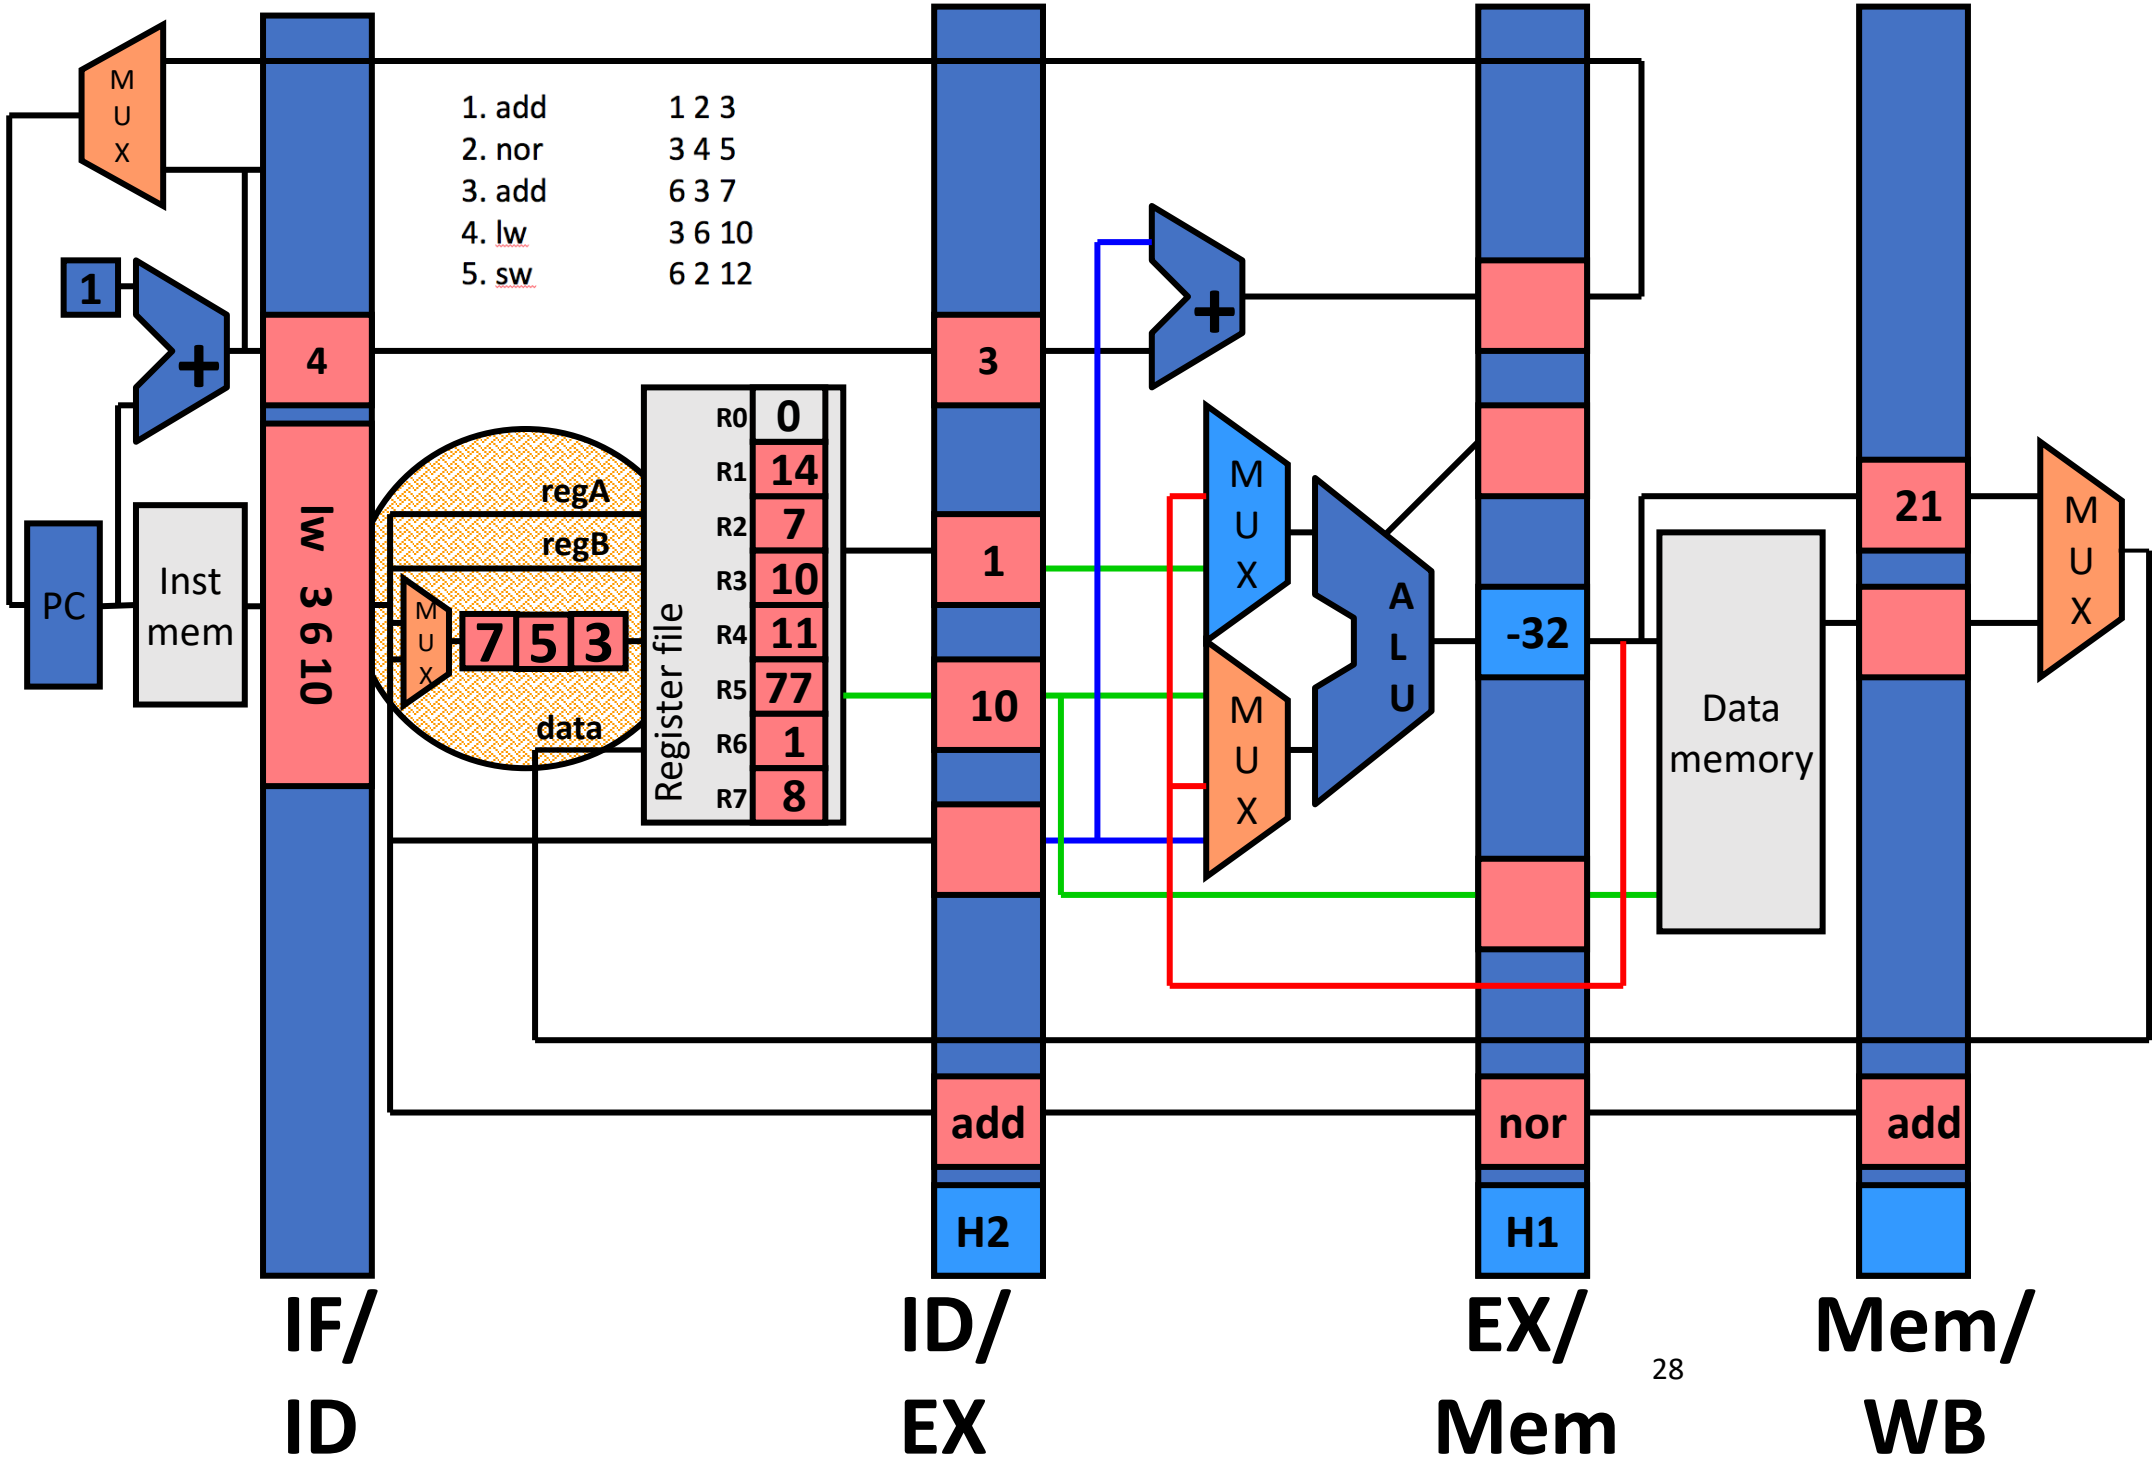 M
U
X
1. add 1 2 3
2. nor 3 4 5
3. add 6 3 7
4. lw 3 6 10
5. sw 6 2 12
1
+
+
4
3
R0 0
R1 14
R2 7
R3 10
R4 11
R5 77
R6 1
R7 8
Register file
regA
regB
M
U
X
7 5 3
data
PC
Inst
mem
lw 3 6 10
1
10
M
U
X
M
U
X
A
L
U
-32
Data
memory
21
M
U
X
add
nor
add
H2
H1
IF/
ID
ID/
EX
EX/
Mem
28
Mem/
WB